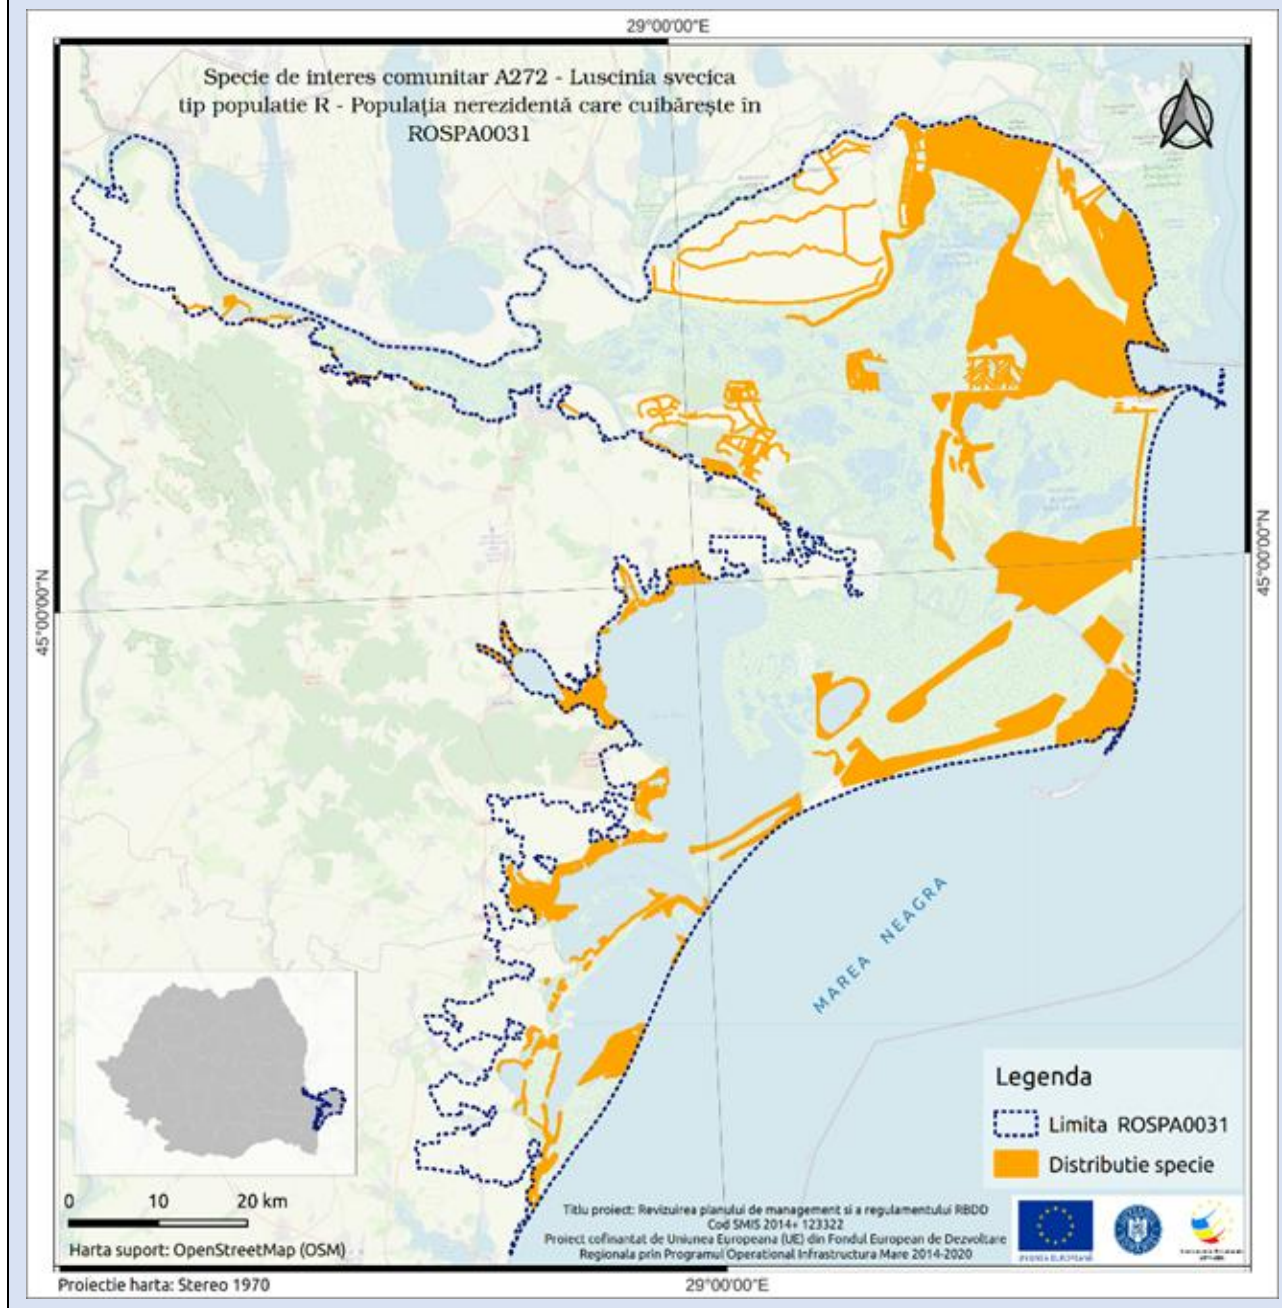 29°00'00"E
Specie de interes comunitar A272 - Luscinia svecica
tip populatie R - Populația nerezidentă care cuibărește în
ROSPA0031
N
45°00'00"N
45°00'00"N
MAREA NEAGRA
Legenda
Limita ROSPA0031
Distributie specie
0 10 20 km
Harta suport: OpenStreetMap (OSM)
Titlu proiect: Revizuirea planului de management si a regulamentului RBDD
Cod SMIS 2014+ 123322
Proiect cofinantat de Uniunea Europeana (UE) din Fondul European de Dezvoltare
Regionala prin Programul Operational Infrastructura Mare 2014-2020
UNIUNEA EUROPEANĂ
Proiectie harta: Stereo 1970
29°00'00"E